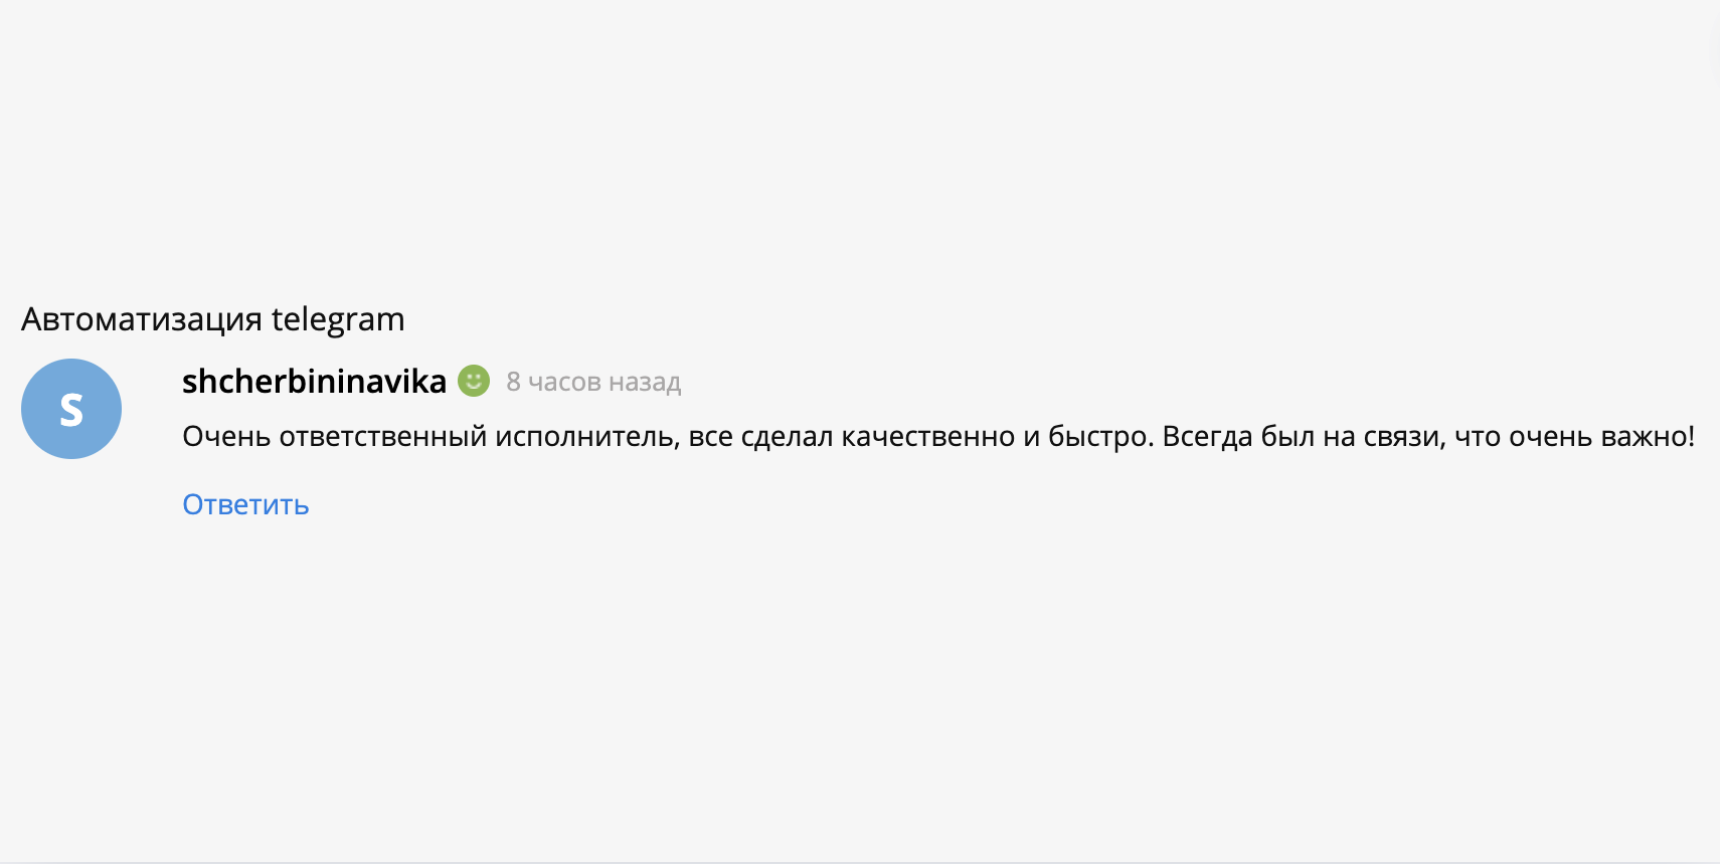 Автоматизация telegram
S
shcherbininavika 8 часов назад
Очень ответственный исполнитель, все сделал качественно и быстро. Всегда был на связи, что очень важно!
Ответить